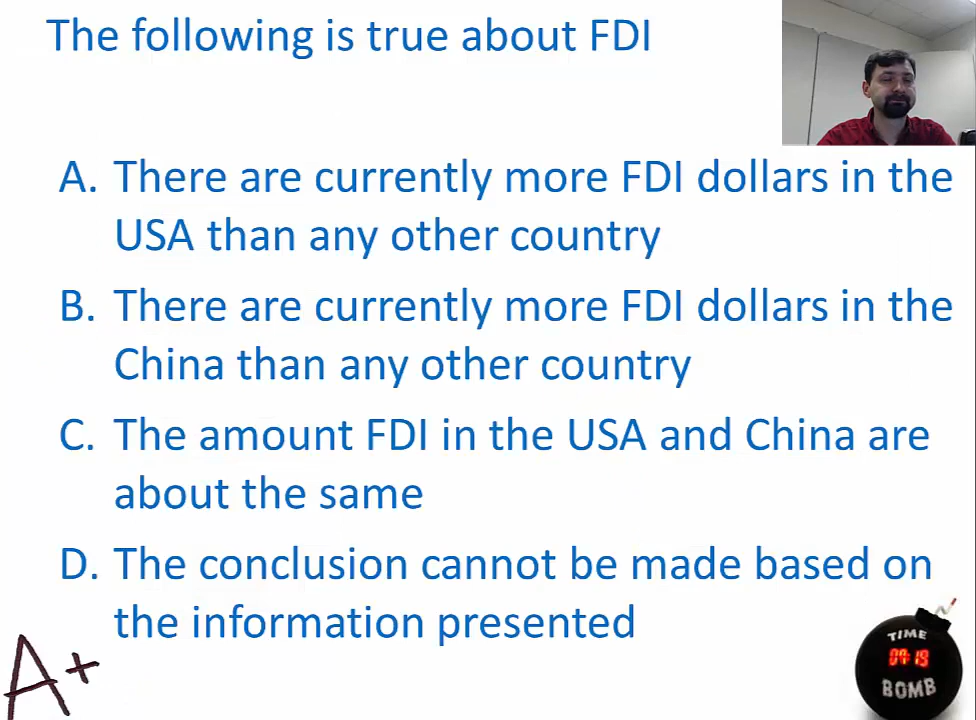 The following is true about FDI
A. There are currently more FDI dollars in the
USA than any other country
B. There are currently more FDI dollars in the
China than any other country
C. The amount FDI in the USA and China are
about the same
D. The conclusion cannot be made based on
the information presented
A+
TIME
BOMB